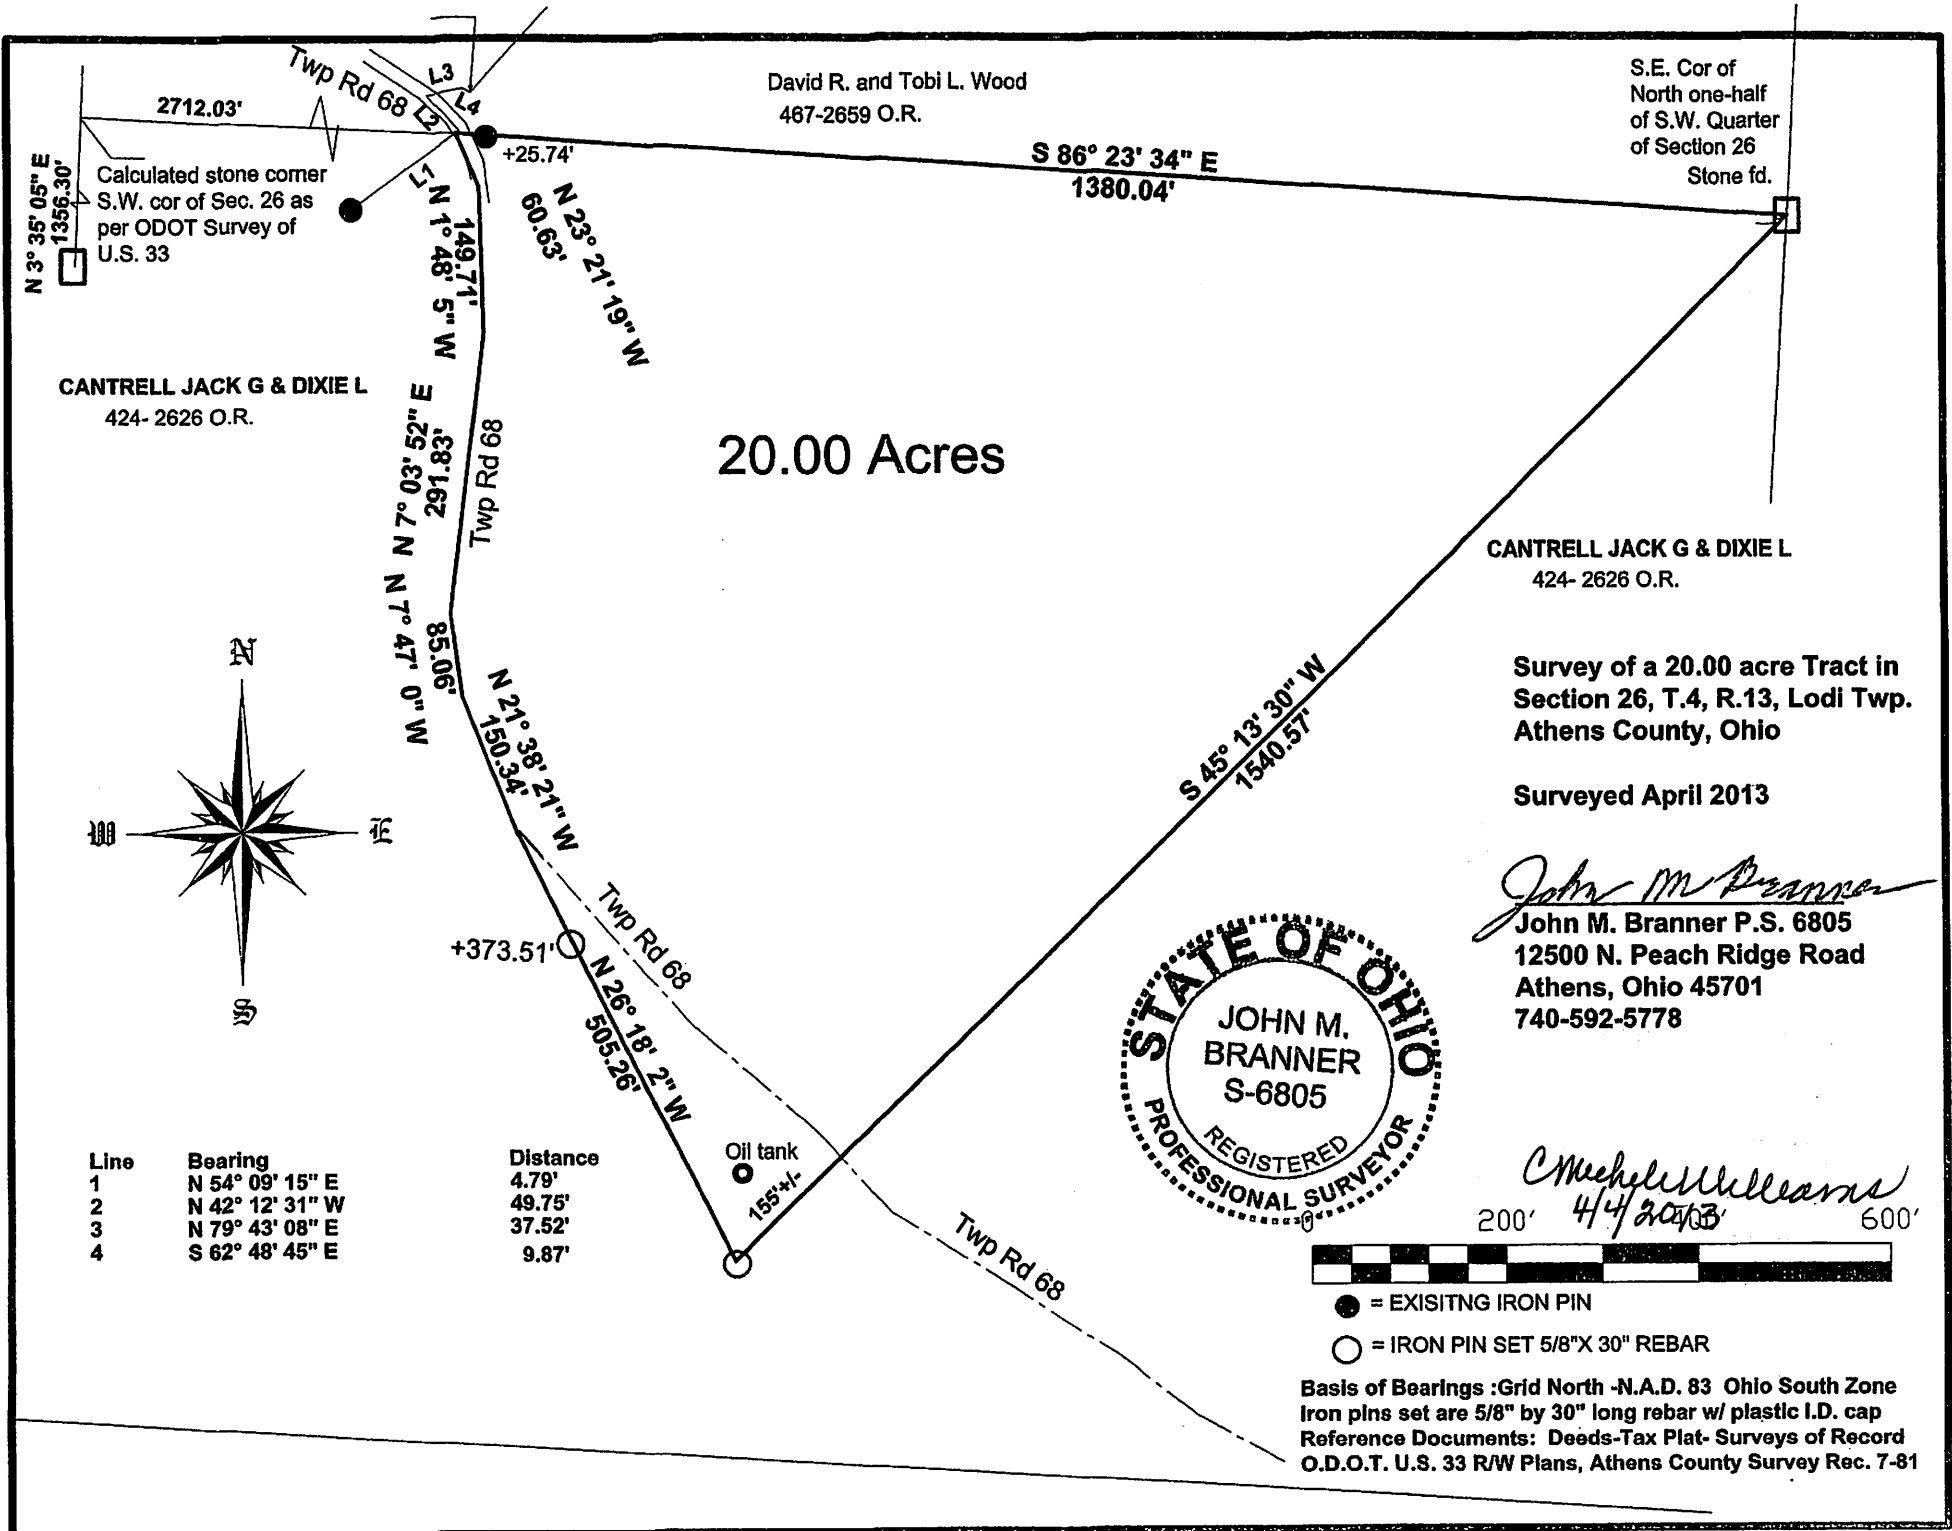 Twp Rd 68
L3
L4
L2
L1
2712.03'
N 3° 35' 05" E
1356.30'
Calculated stone corner
S.W. cor of Sec. 26 as
per ODOT Survey of
U.S. 33
David R. and Tobi L. Wood
467-2659 O.R.
S.E. Cor of
North one-half
of S.W. Quarter
of Section 26
Stone fd.
+25.74'
S 86° 23' 34" E
1380.04'
N 23° 21' 19" W
60.63'
149.71'
N 1° 48' 5" W
CANTRELL JACK G & DIXIE L
424- 2626 O.R.
N 7° 03' 52" E
291.83'
Twp Rd 68
20.00 Acres
N 7° 47' 0" W
85.06'
CANTRELL JACK G & DIXIE L
424- 2626 O.R.
N
W
E
S
N 21° 38' 21" W
150.34'
S 45° 13' 30" W
1540.57'
Survey of a 20.00 acre Tract in
Section 26, T.4, R.13, Lodi Twp.
Athens County, Ohio
Surveyed April 2013
John M Branner
John M. Branner P.S. 6805
12500 N. Peach Ridge Road
Athens, Ohio 45701
740-592-5778
Twp Rd 68
+373.51'
N 26° 18' 2" W
505.26'
STATE OF OHIO
JOHN M.
BRANNER
S-6805
REGISTERED
PROFESSIONAL SURVEYOR
Oil tank
155'+/-
Line Bearing Distance
1 N 54° 09' 15" E 4.79'
2 N 42° 12' 31" W 49.75'
3 N 79° 43' 08" E 37.52'
4 S 62° 48' 45" E 9.87'
Twp Rd 68
C Michele Williams
4/4/2013
0 200' 400' 600'
= EXISITNG IRON PIN
= IRON PIN SET 5/8"X 30" REBAR
Basis of Bearings :Grid North -N.A.D. 83 Ohio South Zone
Iron pins set are 5/8" by 30" long rebar w/ plastic I.D. cap
Reference Documents: Deeds-Tax Plat- Surveys of Record
O.D.O.T. U.S. 33 R/W Plans, Athens County Survey Rec. 7-81